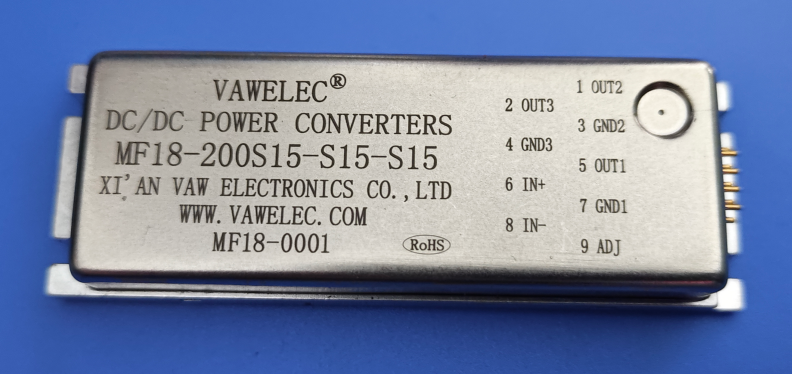 VAWELEC®
DC/DC POWER CONVERTERS
MF18-200S15-S15-S15
XI'AN VAW ELECTRONICS CO.,LTD
WWW.VAWELEC.COM
MF18-0001
RoHS
1 OUT2
2 OUT3
3 GND2
4 GND3
5 OUT1
6 IN+
7 GND1
8 IN-
9 ADJ